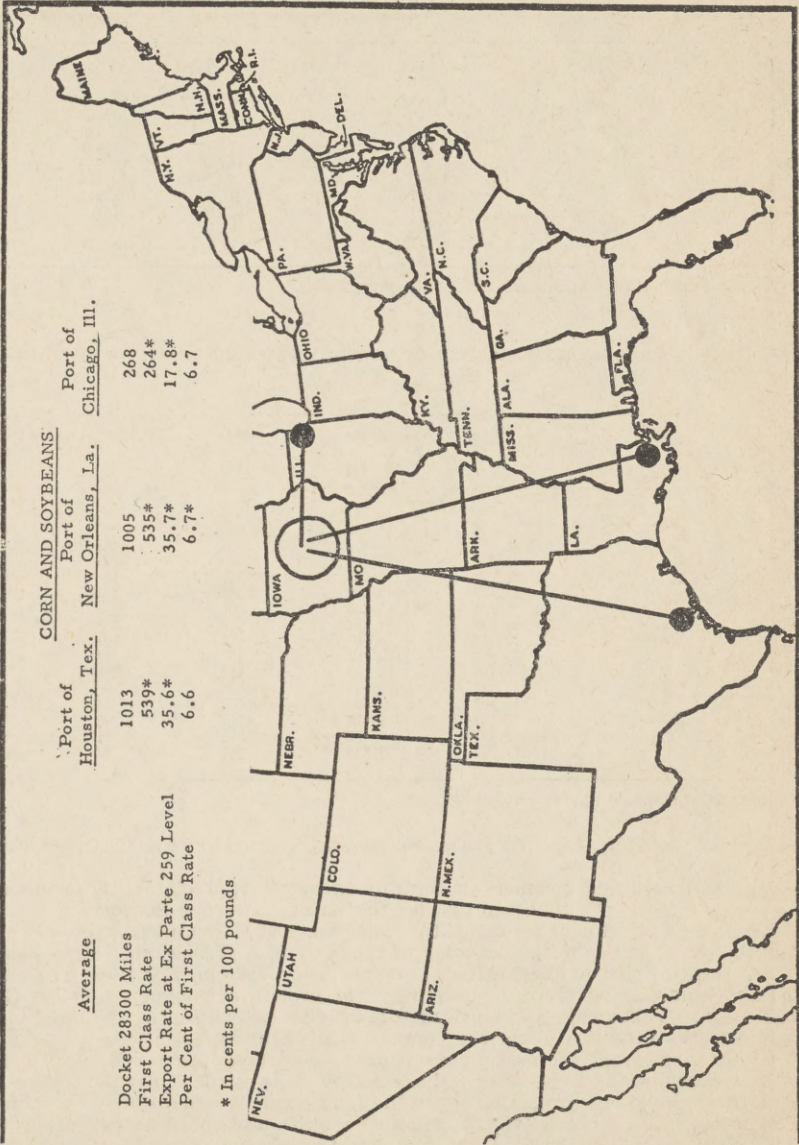 CORN AND SOYBEANS
Average
Port of Houston, Tex.
Port of New Orleans, La.
Port of Chicago, Ill.
Docket 28300 Miles 1013 1005 268
First Class Rate 539* 535* 264*
Export Rate at Ex Parte 259 Level 35.6* 35.7* 17.8*
Per Cent of First Class Rate 6.6 6.7* 6.7
* In cents per 100 pounds
NEV.
UTAH
ARIZ.
COLO.
N.MEX.
NEBR.
KANS.
OKLA.
TEX.
IOWA
MO
ARK.
LA.
ILL
IND.
KY.
TENN.
MISS.
ALA.
OHIO
GA.
FLA.
S.C.
N.C.
VA.
W.VA.
PA.
MD.
DEL.
N.J.
N.Y.
VT.
N.H.
MASS.
CONN.
R.I.
MAINE